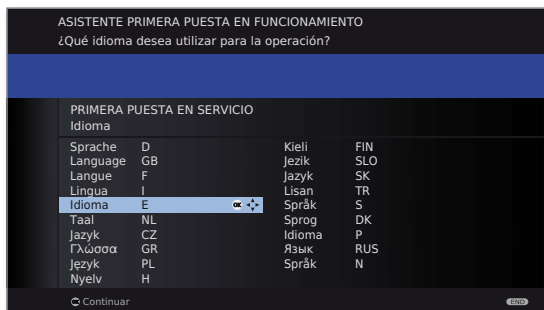 ASISTENTE PRIMERA PUESTA EN FUNCIONAMIENTO
¿Qué idioma desea utilizar para la operación?
PRIMERA PUESTA EN SERVICIO
Idioma
Sprache D
Language GB
Langue F
Lingua I
Idioma E OK
Taal NL
Jazyk CZ
Γλώσσα GR
Język PL
Nyelv H
Kieli FIN
Jezik SLO
Jazyk SK
Lisan TR
Språk S
Sprog DK
Idioma P
Язык RUS
Språk N
OK Continuar
END